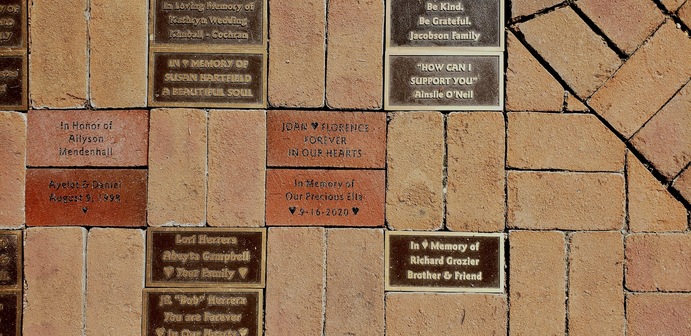 In Loving Memory of
Kathryn Wedding
Kimball - Cochran
Be Kind.
Be Grateful.
Jacobson Family
IN ♥ MEMORY OF
SUSAN HARTFIELD
A BEAUTIFUL SOUL
"HOW CAN I
SUPPORT YOU"
Ainslie O'Neil
In Honor of
Allyson
Mendenhall
JOAN ♥ FLORENCE
FOREVER
IN OUR HEARTS
Ayelet & Daniel
August 5, 1998
♥
In Memory of
Our Precious Ella
♥ 9-16-2020 ♥
Lori Herrera
Abeyta Campbell
♥ Your Family ♥
In ♥ Memory of
Richard Grozier
Brother & Friend
"Bob" Herrera
You are Forever
♥ In Our Hearts ♥